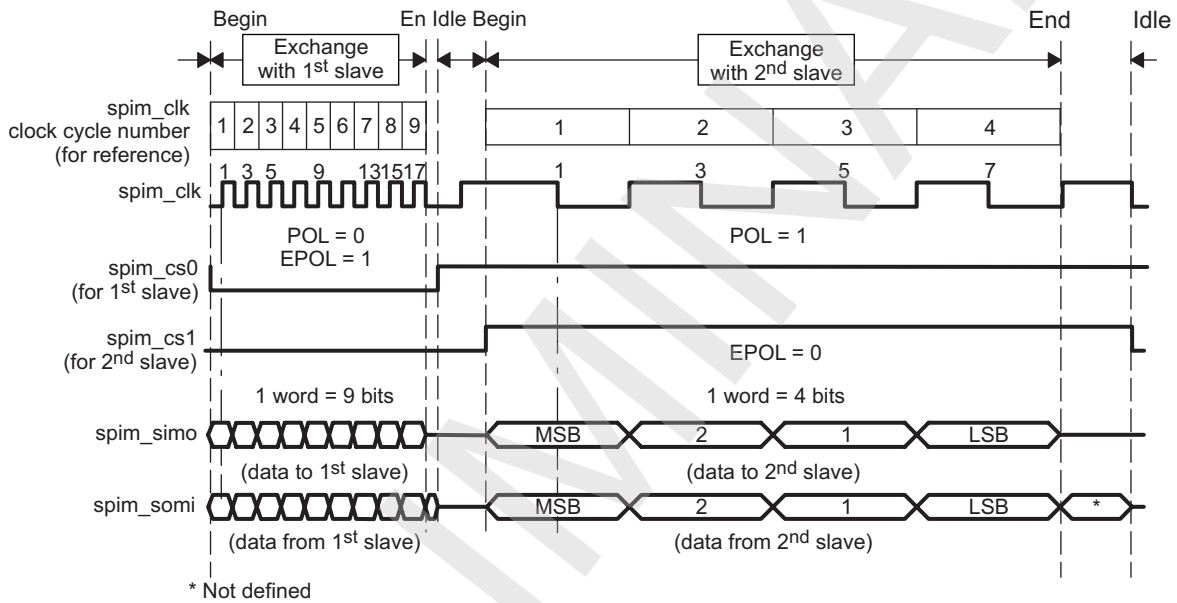 Begin En Idle Begin End Idle
Exchange Exchange
with 1st slave with 2nd slave
spim_clk
clock cycle number
(for reference)
1 2 3 4 5 6 7 8 9 1 2 3 4
1 3 5 9 131517 1 3 5 7
spim_clk
POL = 0 POL = 1
EPOL = 1
spim_cs0
(for 1st slave)
spim_cs1
(for 2nd slave)
EPOL = 0
1 word = 9 bits 1 word = 4 bits
spim_simo MSB 2 1 LSB
(data to 1st slave) (data to 2nd slave)
spim_somi MSB 2 1 LSB *
(data from 1st slave) (data from 2nd slave)
* Not defined